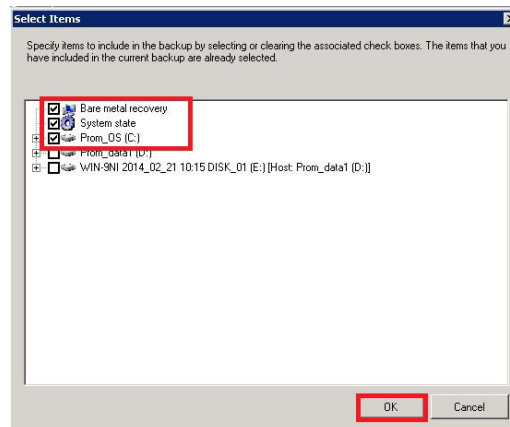 Select Items
Specify items to include in the backup by selecting or clearing the associated check boxes. The items that you
have included in the current backup are already selected.
Bare metal recovery
System state
Prom_OS (C:)
Prom_data1 (D:)
WIN-9NI 2014_02_21 10:15 DISK_01 (E:) [Host: Prom_data1 (D:)]
OK
Cancel